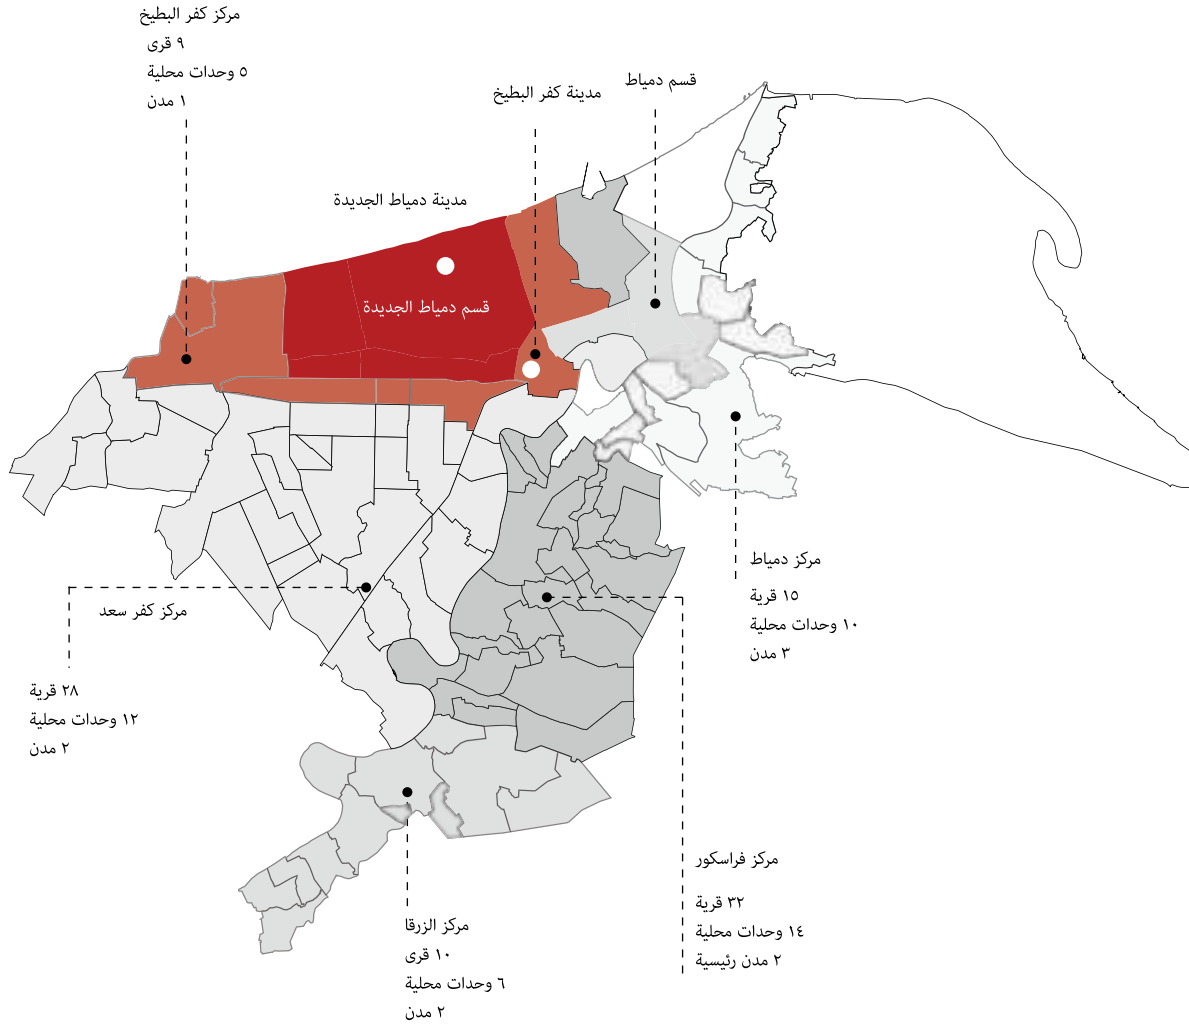 مركز كفر البطيخ
٩ قرى
٥ وحدات محلية
١ مدن
قسم دمياط
مدينة كفر البطيخ
مدينة دمياط الجديدة
قسم دمياط الجديدة
مركز دمياط
١٥ قرية
١٠ وحدات محلية
٣ مدن
مركز كفر سعد
٢٨ قرية
١٢ وحدات محلية
٢ مدن
مركز فراسكور
٣٢ قرية
١٤ وحدات محلية
٢ مدن رئيسية
مركز الزرقا
١٠ قرى
٦ وحدات محلية
٢ مدن